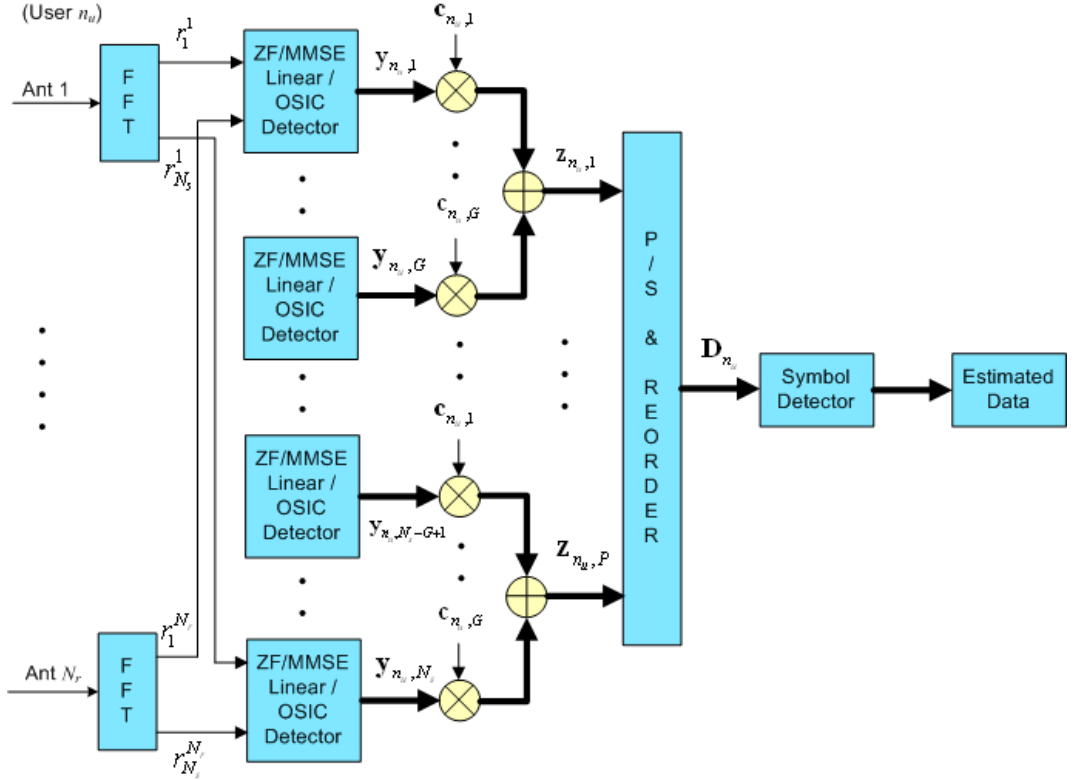 (User n_u)
Ant 1
F
F
T
r_1^1
r_{N_s}^1
ZF/MMSE
Linear /
OSIC
Detector
y_{n_u,1}
c_{n_u,1}
z_{n_u,1}
c_{n_u,G}
ZF/MMSE
Linear /
OSIC
Detector
y_{n_u,G}
P
/
S
&
R
E
O
R
D
E
R
D_{n_u}
Symbol
Detector
Estimated
Data
c_{n_u,1}
ZF/MMSE
Linear /
OSIC
Detector
y_{n_u,N_s-G+1}
z_{n_u,P}
c_{n_u,G}
Ant N_r
F
F
T
r_1^{N_r}
r_{N_s}^{N_r}
ZF/MMSE
Linear /
OSIC
Detector
y_{n_u,N_s}